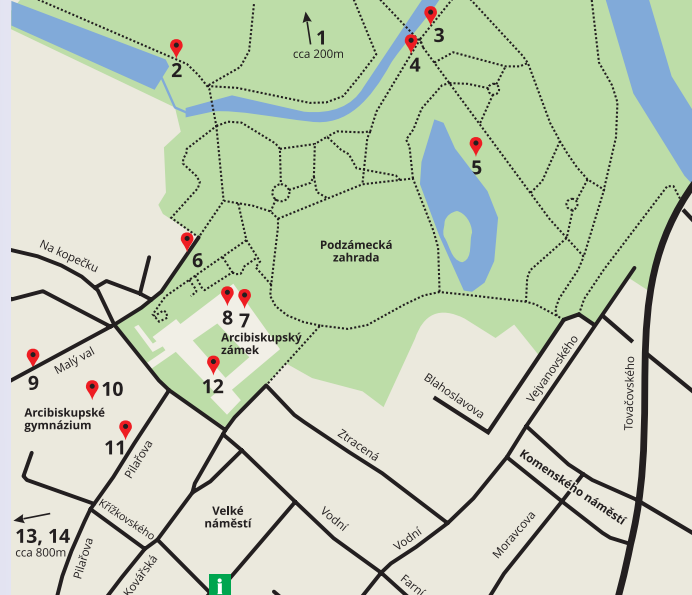 1
cca 200m
2
3
4
5
Podzámecká
zahrada
6
Na kopečku
8 7
Arcibiskupský
zámek
12
Malý val
9
10
Arcibiskupské
gymnázium
11
Pilařova
Křížkovského
13, 14
cca 800m
Pilařova
Kovářská
Velké
náměstí
i
Ztracená
Vodní
Vodní
Farní
Blahoslavova
Vejvanovského
Tovačovského
Komenského náměstí
Moravcova